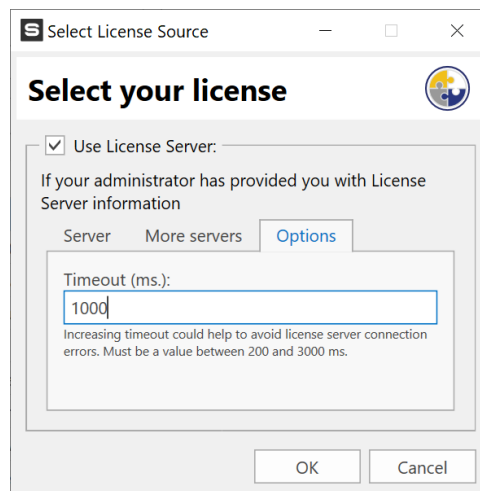 S Select License Source
Select your license
Use License Server:
If your administrator has provided you with License
Server information
Server More servers Options
Timeout (ms.):
1000
Increasing timeout could help to avoid license server connection
errors. Must be a value between 200 and 3000 ms.
OK Cancel